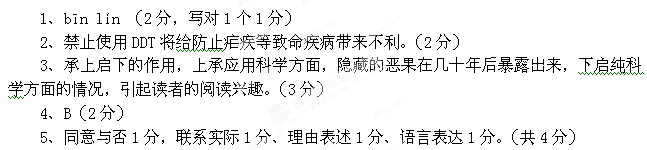 1、bīn lín （2分，写对1个1分）
2、禁止使用DDT将给防止疟疾等致命疾病带来不利。（2分）
3、承上启下的作用，上承应用科学方面，隐藏的恶果在几十年后暴露出来，下启纯科
学方面的情况，引起读者的阅读兴趣。（3分）
4、B（2分）
5、同意与否1分，联系实际1分、理由表述1分、语言表达1分。（共4分）